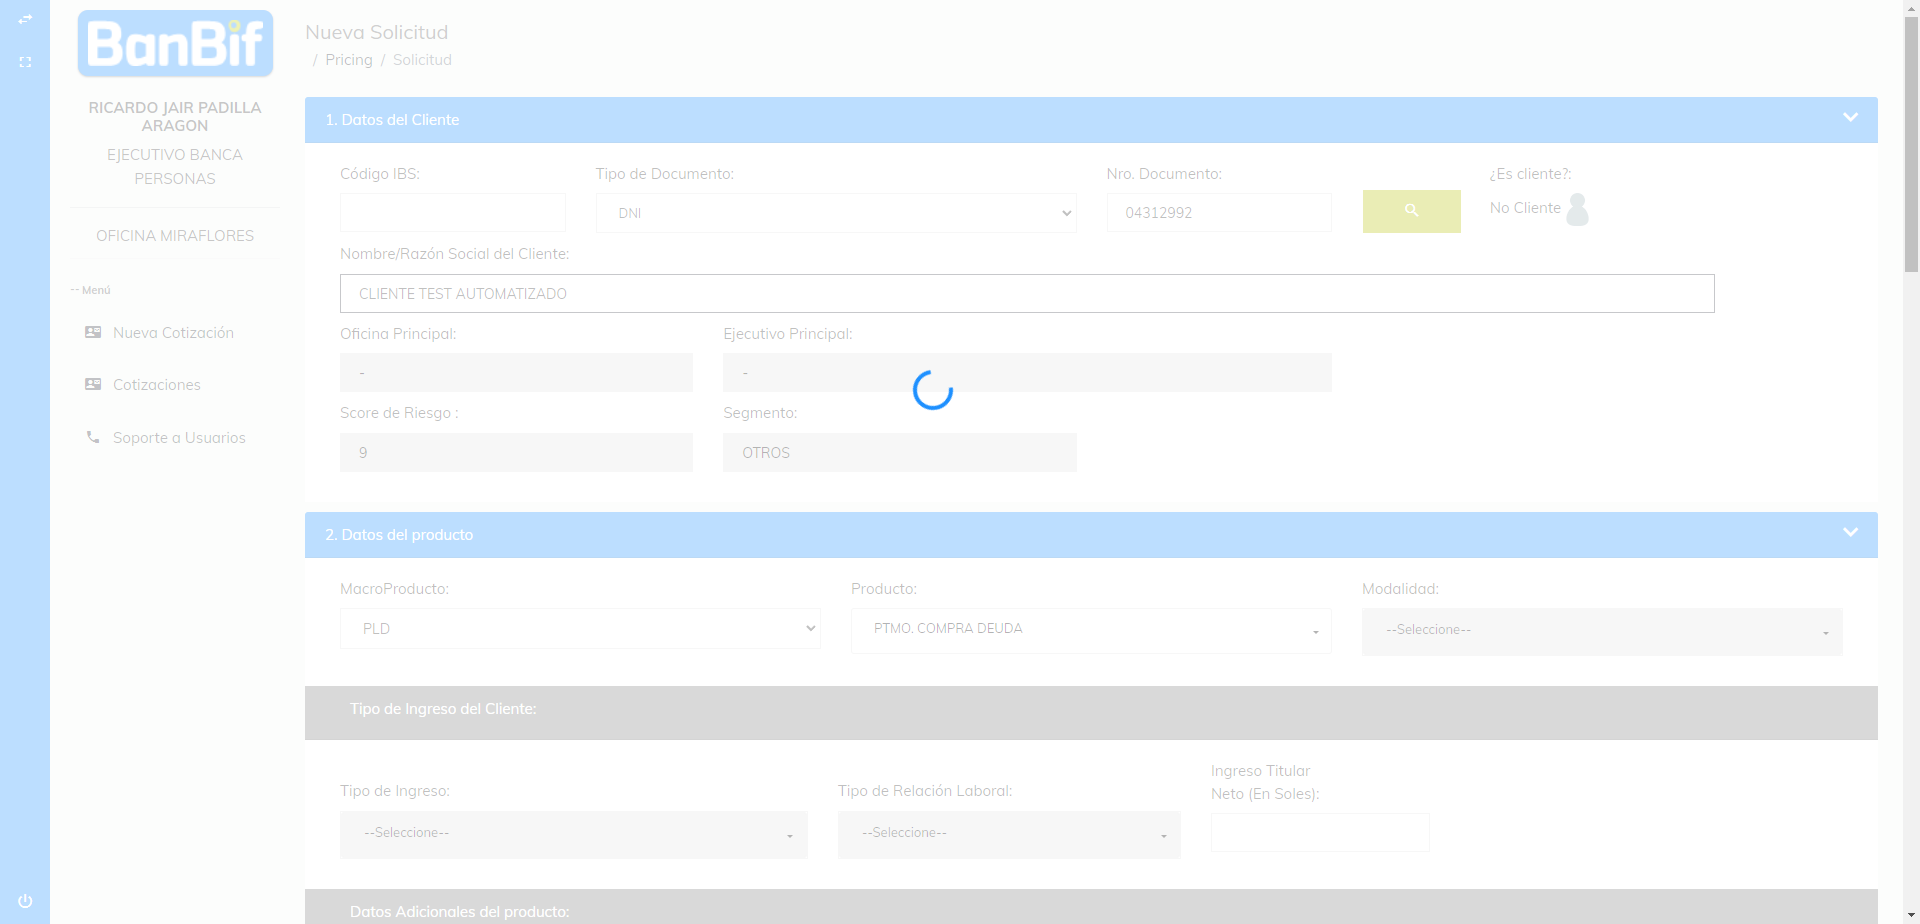 BanBif
RICARDO JAIR PADILLA
ARAGON
EJECUTIVO BANCA
PERSONAS
OFICINA MIRAFLORES
-- Menú
Nueva Cotización
Cotizaciones
Soporte a Usuarios
Nueva Solicitud
/ Pricing / Solicitud
1. Datos del Cliente
Código IBS:
Tipo de Documento:
Nro. Documento:
¿Es cliente?:
DNI
04312992
No Cliente
Nombre/Razón Social del Cliente:
CLIENTE TEST AUTOMATIZADO
Oficina Principal:
Ejecutivo Principal:
-
-
Score de Riesgo :
Segmento:
9
OTROS
2. Datos del producto
MacroProducto:
Producto:
Modalidad:
PLD
PTMO. COMPRA DEUDA
--Seleccione--
Tipo de Ingreso del Cliente:
Tipo de Ingreso:
Tipo de Relación Laboral:
Ingreso Titular
Neto (En Soles):
--Seleccione--
--Seleccione--
Datos Adicionales del producto: